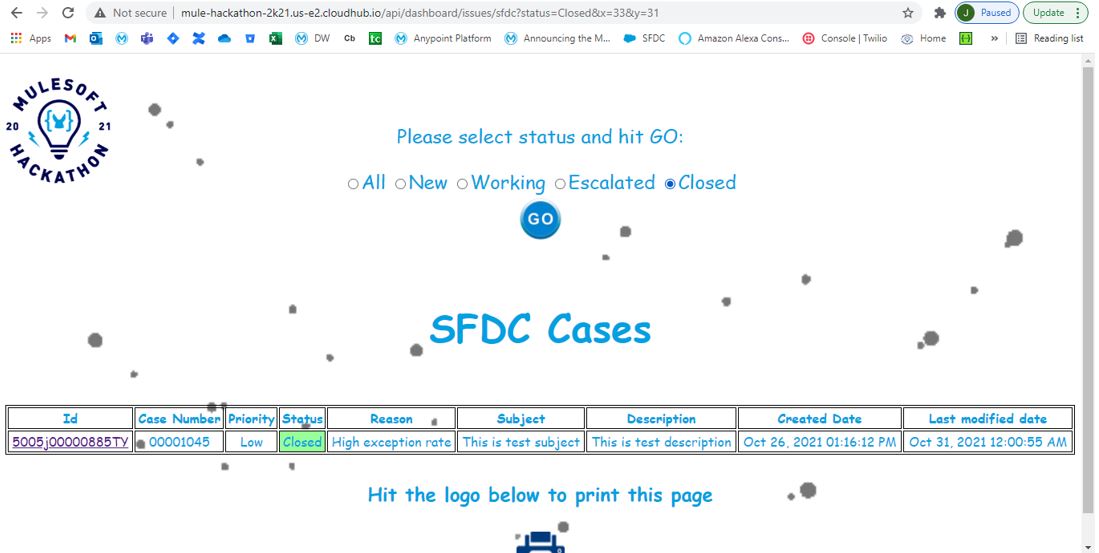 Not secure | mule-hackathon-2k21.us-e2.cloudhub.io/api/dashboard/issues/sfdc?status=Closed&x=33&y=31
J Paused Update
Apps DW Cb tc Anypoint Platform Announcing the M... SFDC Amazon Alexa Cons... Console | Twilio Home {-} » Reading list
MULESOFT
20 21
HACKATHON
Please select status and hit GO:
All New Working Escalated Closed
GO
SFDC Cases
Id Case Number Priority Status Reason Subject Description Created Date Last modified date
5005j00000885TY 00001045 Low Closed High exception rate This is test subject This is test description Oct 26, 2021 01:16:12 PM Oct 31, 2021 12:00:55 AM
Hit the logo below to print this page